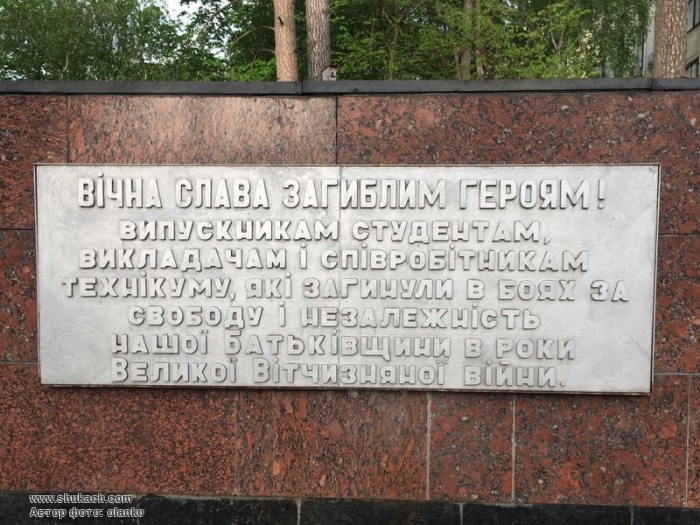 ВІЧНА СЛАВА ЗАГИБЛИМ ГЕРОЯМ!
ВИПУСКНИКАМ СТУДЕНТАМ,
ВИКЛАДАЧАМ І СПІВРОБІТНИКАМ
ТЕХНІКУМУ, ЯКІ ЗАГИНУЛИ В БОЯХ ЗА
СВОБОДУ І НЕЗАЛЕЖНІСТЬ
НАШОЇ БАТЬКІВЩИНИ В РОКИ
ВЕЛИКОЇ ВІТЧИЗНЯНОЇ ВІЙНИ.
www.shukach.com
Автор фото: olanko